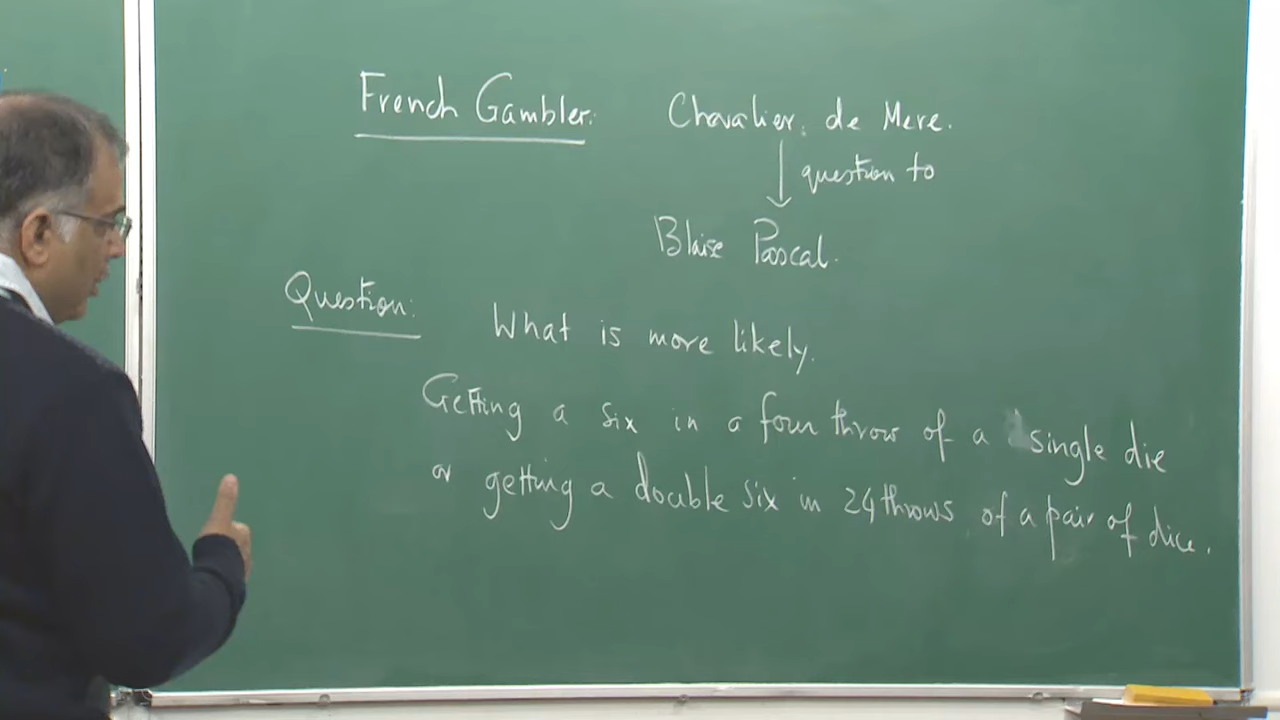 French Gambler: Chevalier de Mere.
question to
Blaise Pascal.
Question: What is more likely.
Getting a six in a four throw of a single die
or getting a double six in 24 throws of a pair of dice.